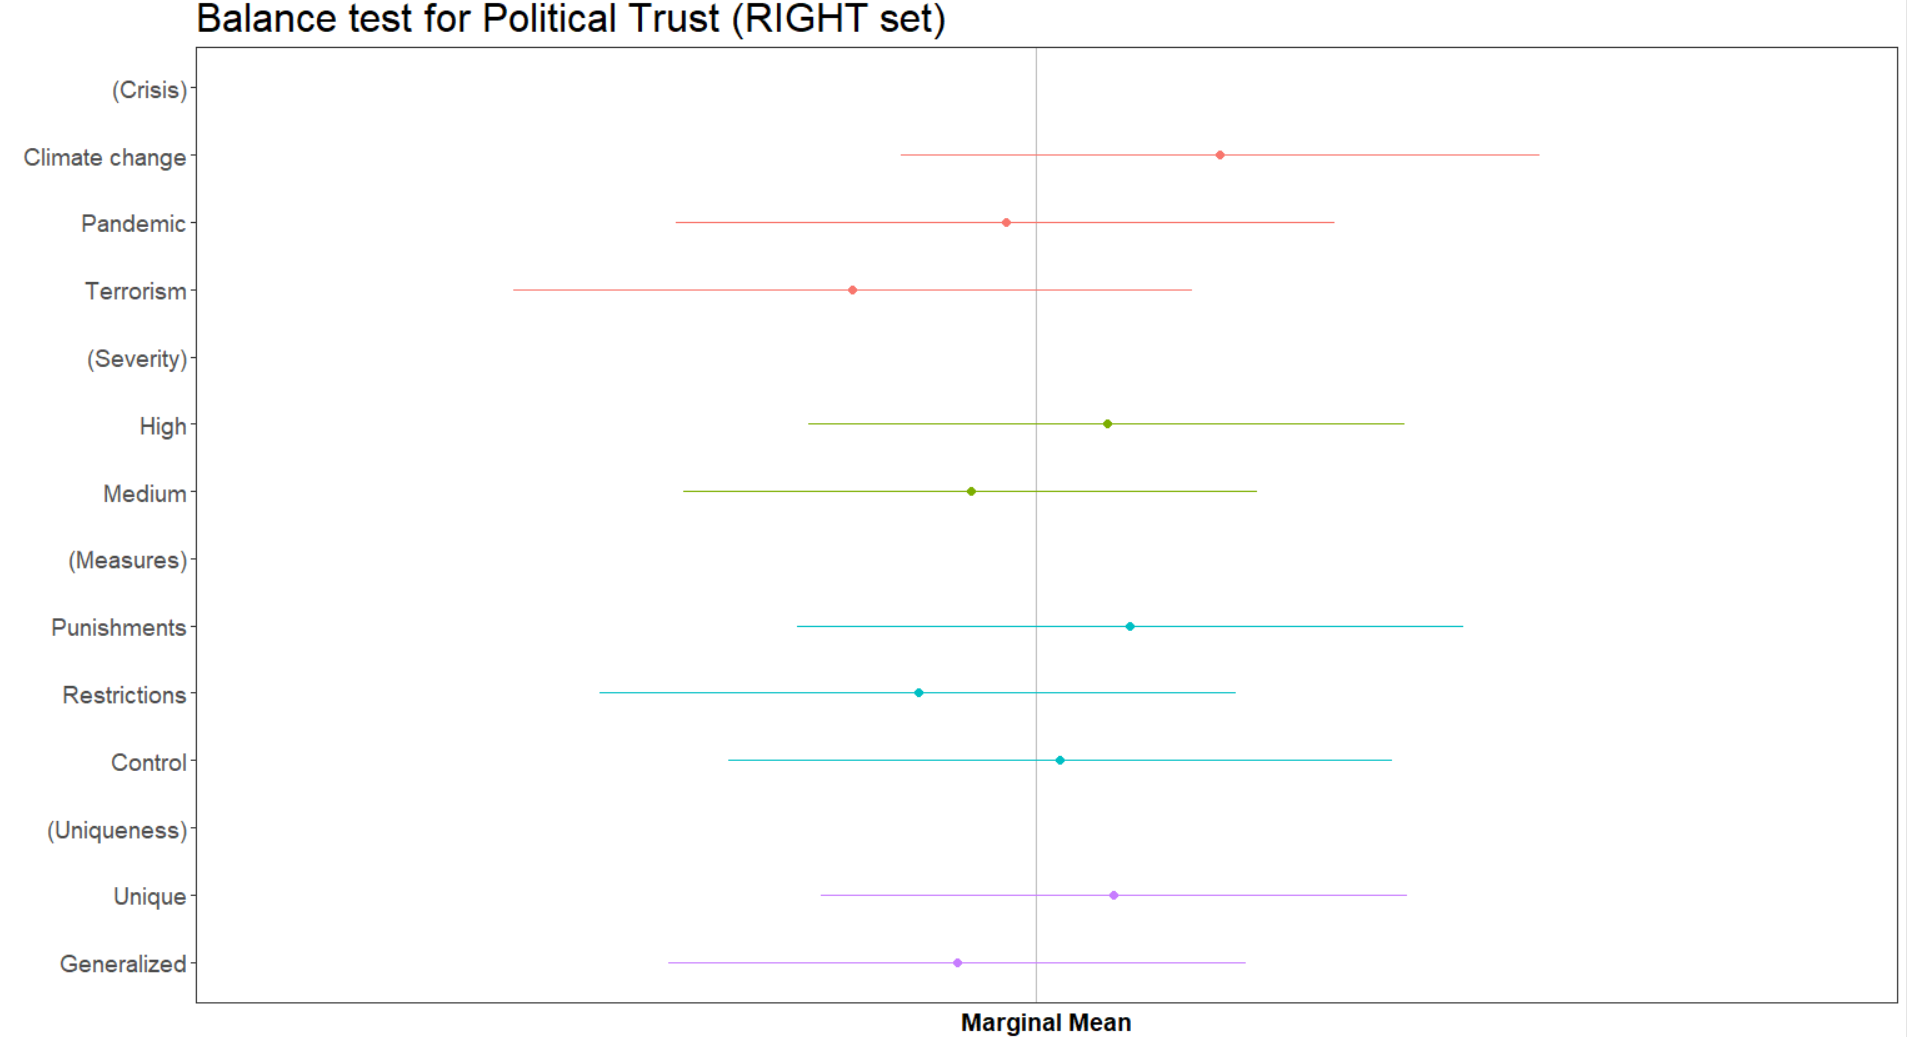 Balance test for Political Trust (RIGHT set)
(Crisis)
Climate change
Pandemic
Terrorism
(Severity)
High
Medium
(Measures)
Punishments
Restrictions
Control
(Uniqueness)
Unique
Generalized
Marginal Mean